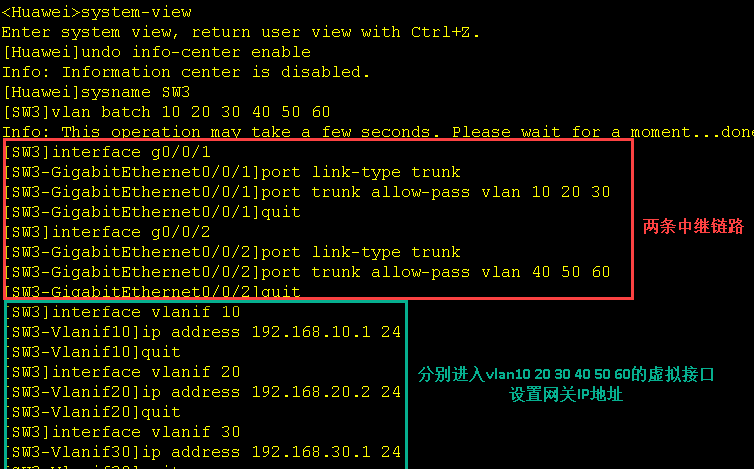 <Huawei>system-view
Enter system view, return user view with Ctrl+Z.
[Huawei]undo info-center enable
Info: Information center is disabled.
[Huawei]sysname SW3
[SW3]vlan batch 10 20 30 40 50 60
Info: This operation may take a few seconds. Please wait for a moment...done
[SW3]interface g0/0/1
[SW3-GigabitEthernet0/0/1]port link-type trunk
[SW3-GigabitEthernet0/0/1]port trunk allow-pass vlan 10 20 30
[SW3-GigabitEthernet0/0/1]quit
[SW3]interface g0/0/2
[SW3-GigabitEthernet0/0/2]port link-type trunk
[SW3-GigabitEthernet0/0/2]port trunk allow-pass vlan 40 50 60
[SW3-GigabitEthernet0/0/2]quit
两条中继链路
[SW3]interface vlanif 10
[SW3-Vlanif10]ip address 192.168.10.1 24
[SW3-Vlanif10]quit
[SW3]interface vlanif 20
[SW3-Vlanif20]ip address 192.168.20.2 24
[SW3-Vlanif20]quit
[SW3]interface vlanif 30
[SW3-Vlanif30]ip address 192.168.30.1 24
[SW3-Vlanif30]quit
分别进入vlan10 20 30 40 50 60的虚拟接口
设置网关IP地址